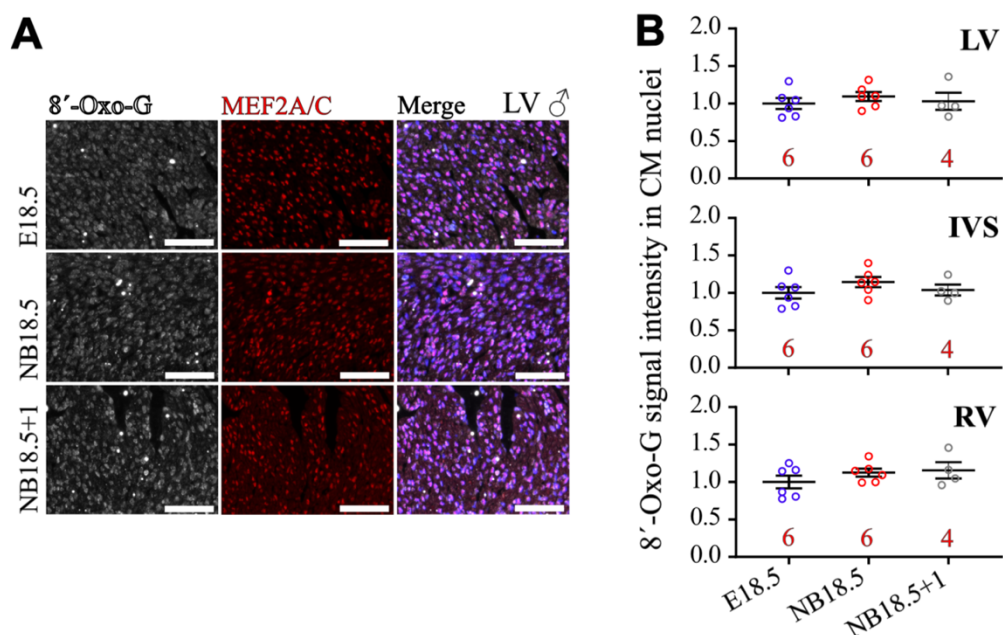 A
8´-Oxo-G MEF2A/C Merge LV ♂
E18.5
NB18.5
NB18.5+1
B
8´-Oxo-G signal intensity in CM nuclei
2.0 LV
1.5
1.0
0.5 6 6 4
0.0
2.0 IVS
1.5
1.0
0.5 6 6 4
0.0
2.0 RV
1.5
1.0
0.5 6 6 4
0.0
E18.5 NB18.5 NB18.5+1